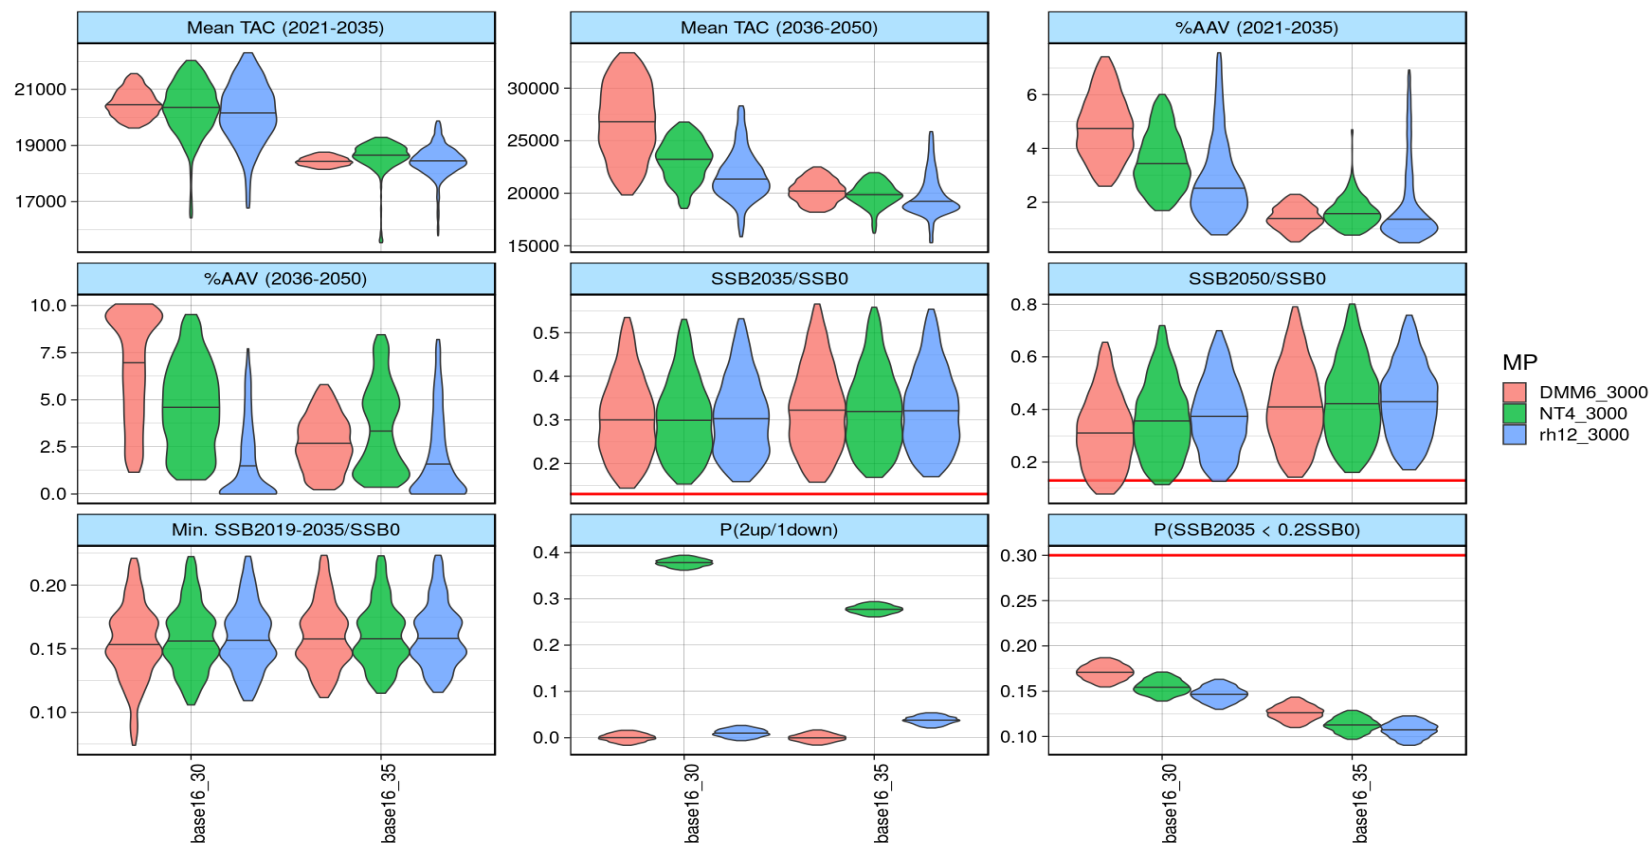 Mean TAC (2021-2035)
Mean TAC (2036-2050)
%AAV (2021-2035)
21000
19000
17000
30000
25000
20000
15000
6
4
2
%AAV (2036-2050)
SSB2035/SSB0
SSB2050/SSB0
10.0
7.5
5.0
2.5
0.0
0.5
0.4
0.3
0.2
0.8
0.6
0.4
0.2
MP
DMM6_3000
NT4_3000
rh12_3000
Min. SSB2019-2035/SSB0
P(2up/1down)
P(SSB2035 < 0.2SSB0)
0.20
0.15
0.10
0.4
0.3
0.2
0.1
0.0
0.30
0.25
0.20
0.15
0.10
base16_30
base16_35
base16_30
base16_35
base16_30
base16_35